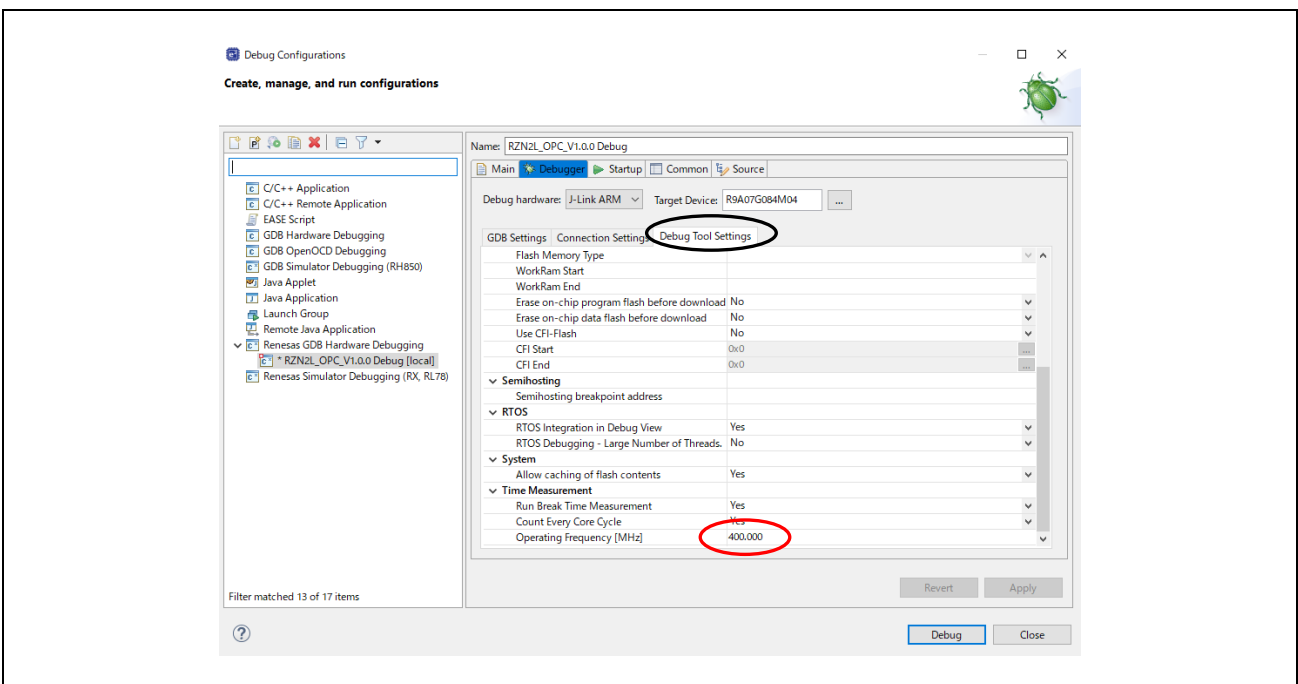 Debug Configurations
Create, manage, and run configurations
Name: RZN2L_OPC_V1.0.0 Debug
Main Debugger Startup Common Source
C/C++ Application
C/C++ Remote Application
EASE Script
GDB Hardware Debugging
GDB OpenOCD Debugging
GDB Simulator Debugging (RH850)
Java Applet
Java Application
Launch Group
Remote Java Application
Renesas GDB Hardware Debugging
* RZN2L_OPC_V1.0.0 Debug [local]
Renesas Simulator Debugging (RX, RL78)
Filter matched 13 of 17 items
Debug hardware: J-Link ARM Target Device: R9A07G084M04 ...
GDB Settings Connection Settings Debug Tool Settings
Flash Memory Type
WorkRam Start
WorkRam End
Erase on-chip program flash before download No
Erase on-chip data flash before download No
Use CFI-Flash No
CFI Start 0x0 ...
CFI End 0x0 ...
Semihosting
Semihosting breakpoint address
RTOS
RTOS Integration in Debug View Yes
RTOS Debugging - Large Number of Threads. No
System
Allow caching of flash contents Yes
Time Measurement
Run Break Time Measurement Yes
Count Every Core Cycle Yes
Operating Frequency [MHz] 400.000
Revert Apply
Debug Close